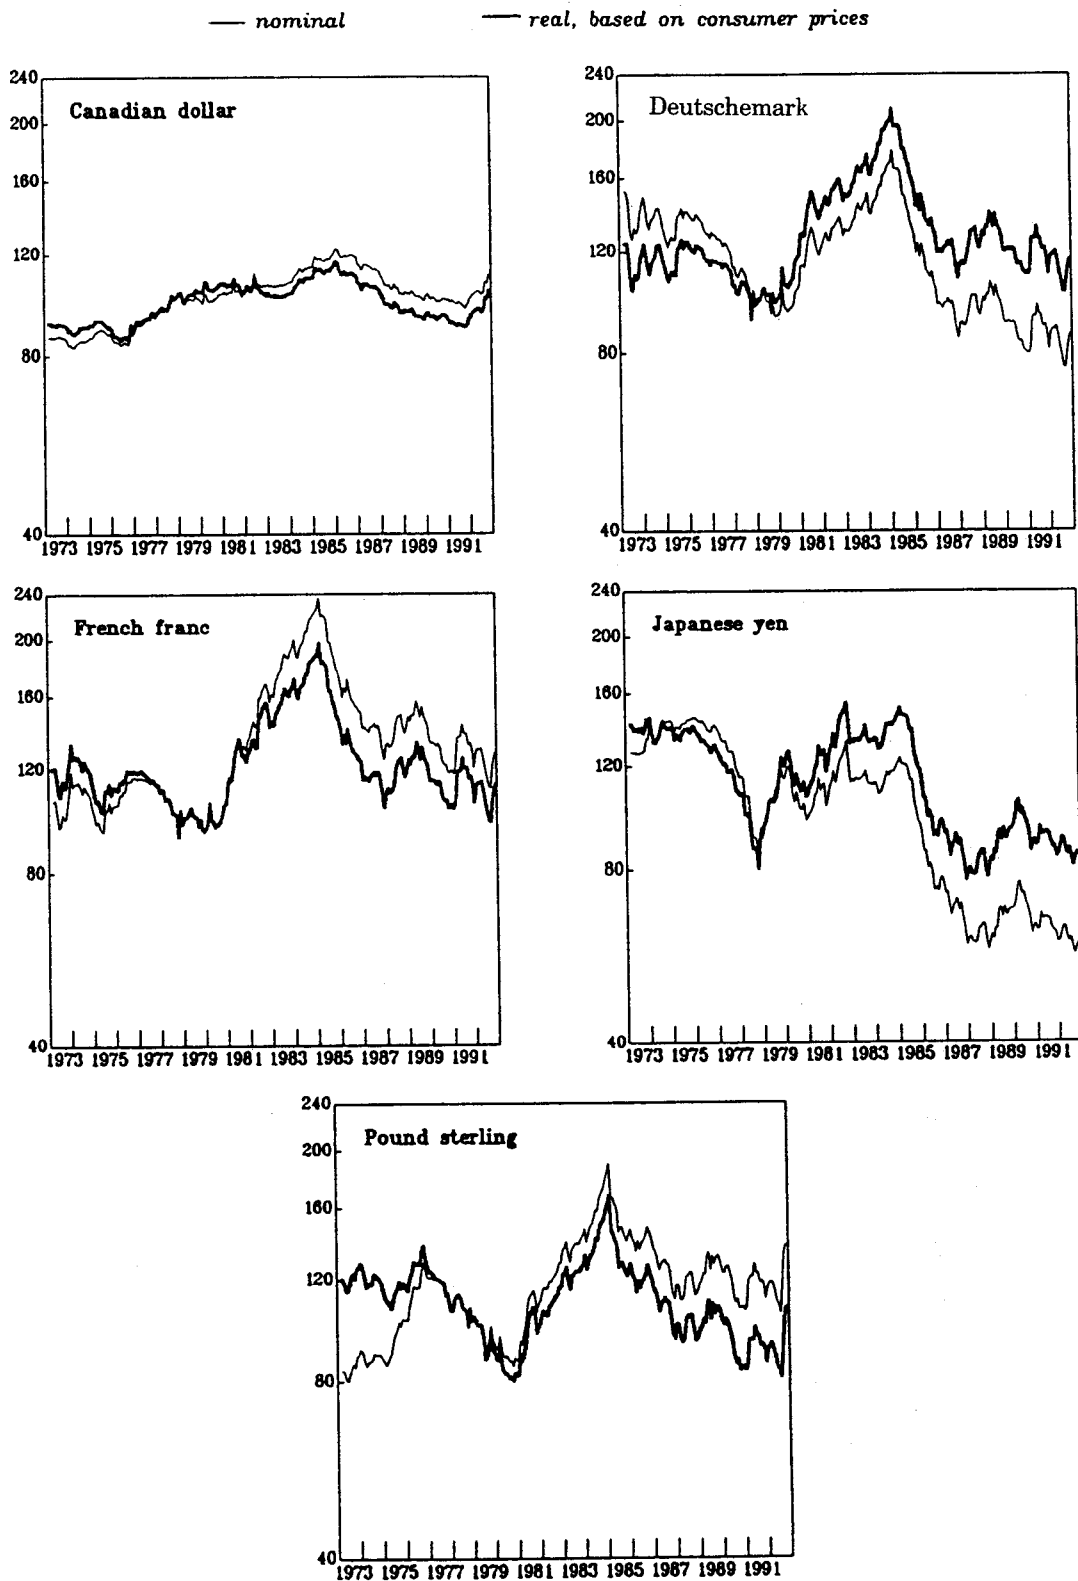 nominal
real, based on consumer prices
Canadian dollar
240
200
160
120
80
40
1973 1975 1977 1979 1981 1983 1985 1987 1989 1991
Deutschemark
240
200
160
120
80
40
1973 1975 1977 1979 1981 1983 1985 1987 1989 1991
French franc
240
200
160
120
80
40
1973 1975 1977 1979 1981 1983 1985 1987 1989 1991
Japanese yen
240
200
160
120
80
40
1973 1975 1977 1979 1981 1983 1985 1987 1989 1991
Pound sterling
240
200
160
120
80
40
1973 1975 1977 1979 1981 1983 1985 1987 1989 1991